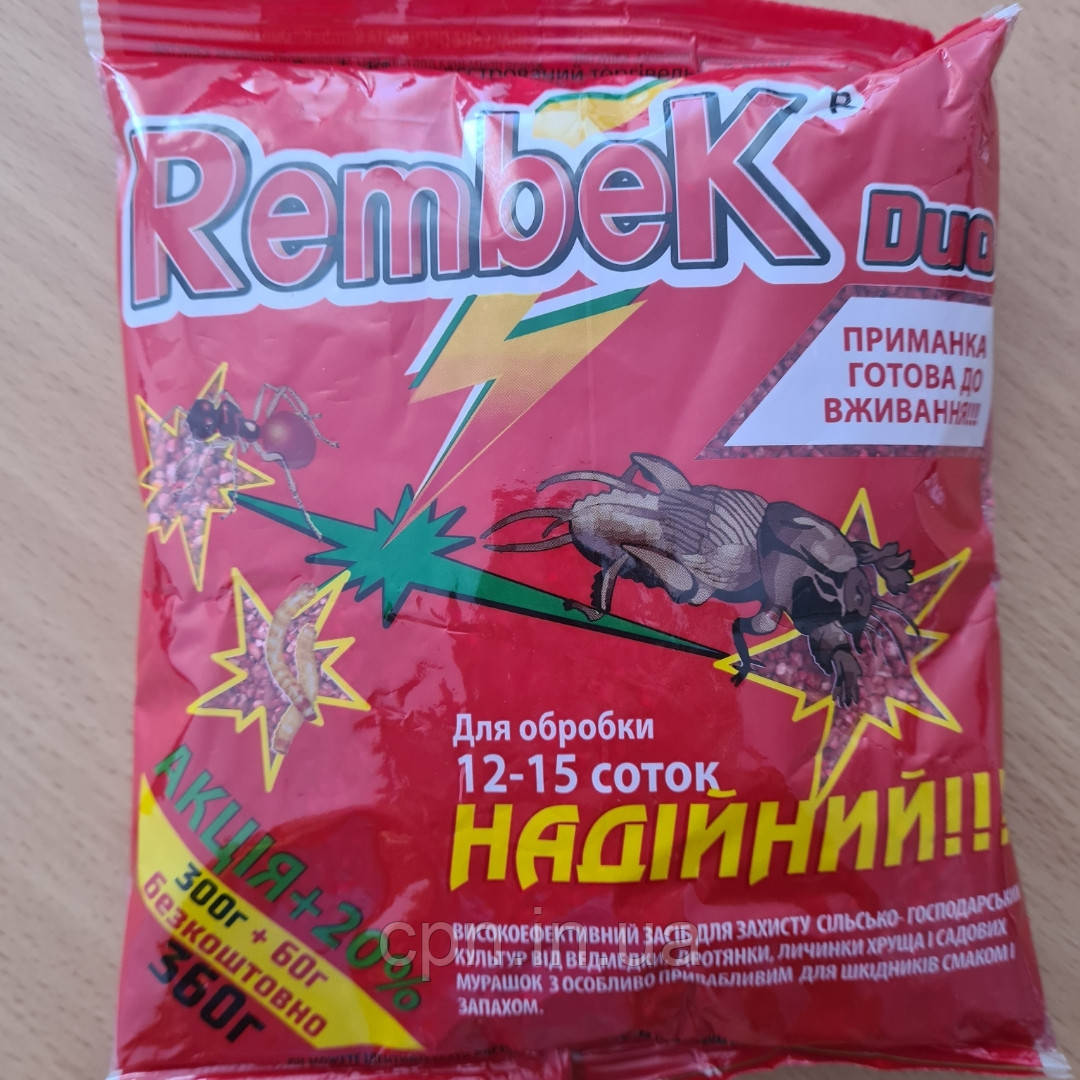 RembeK R
Duo
ПРИМАНКА
ГОТОВА ДО
ВЖИВАННЯ!!!
Для обробки
12-15 соток
НАДІЙНИЙ!!!
АКЦІЯ+20%
300г + 60г
безкоштовно
360г
ВИСОКОЕФЕКТИВНИЙ ЗАСІБ ДЛЯ ЗАХИСТУ СІЛЬСЬКО- ГОСПОДАРСЬКИХ
КУЛЬТУР ВІД ВЕДМЕДКИ, ДРОТЯНКИ, ЛИЧИНКИ ХРУЩА І САДОВИХ
МУРАШОК З ОСОБЛИВО ПРИВАБЛИВИМ ДЛЯ ШКІДНИКІВ СМАКОМ І
ЗАПАХОМ.
cpn.in.ua